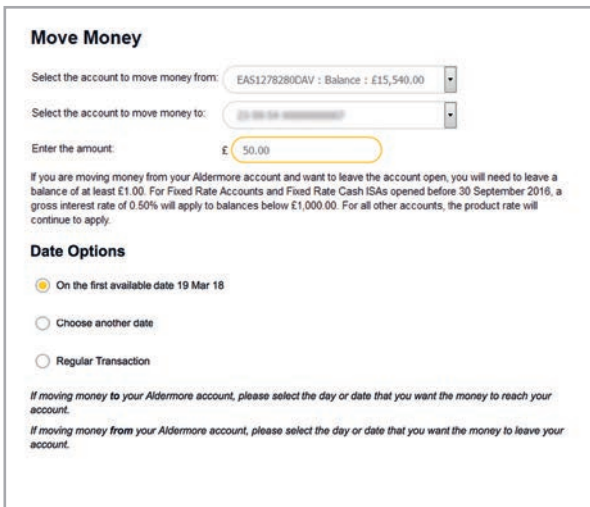 Move Money
Select the account to move money from: EAS1278280DAV : Balance : £15,540.00
Select the account to move money to:
Enter the amount: £ 50.00
If you are moving money from your Aldermore account and want to leave the account open, you will need to leave a
balance of at least £1.00. For Fixed Rate Accounts and Fixed Rate Cash ISAs opened before 30 September 2016, a
gross interest rate of 0.50% will apply to balances below £1,000.00. For all other accounts, the product rate will
continue to apply.
Date Options
On the first available date 19 Mar 18
Choose another date
Regular Transaction
If moving money to your Aldermore account, please select the day or date that you want the money to reach your
account.
If moving money from your Aldermore account, please select the day or date that you want the money to leave your
account.